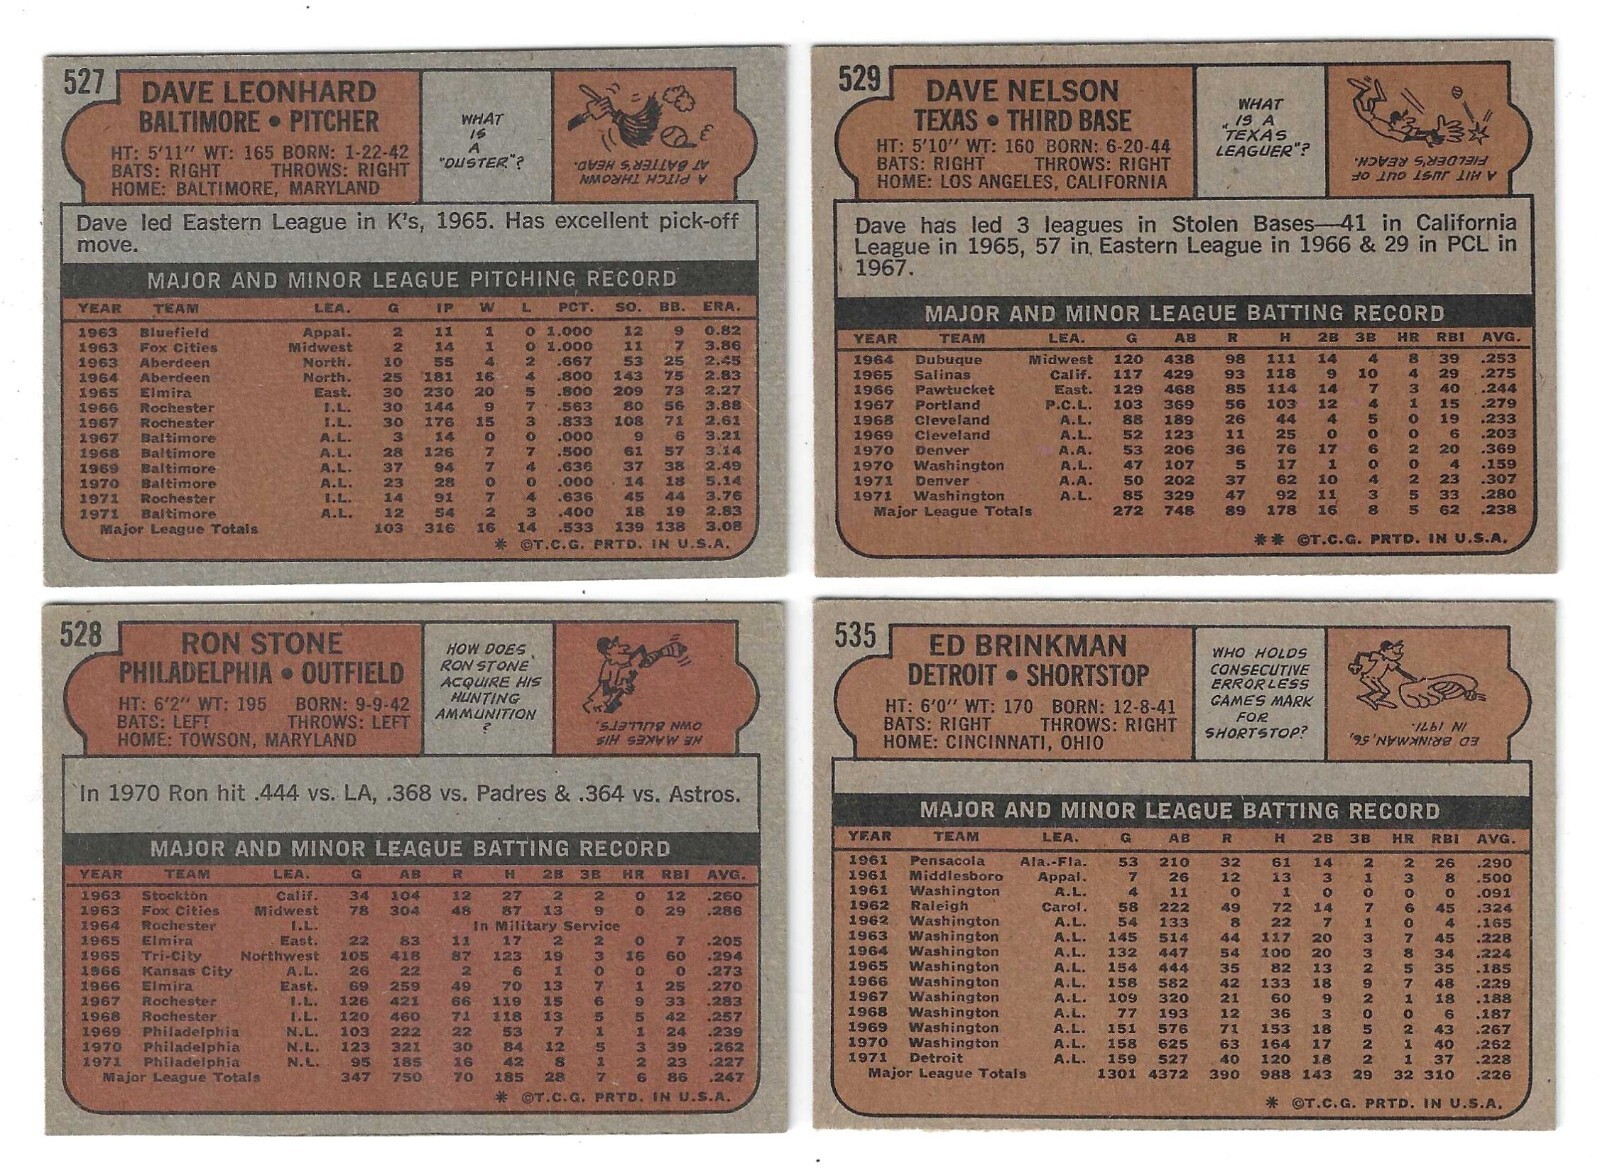 527
DAVE LEONHARD
BALTIMORE • PITCHER
HT: 5'11" WT: 165 BORN: 1-22-42
BATS: RIGHT THROWS: RIGHT
HOME: BALTIMORE, MARYLAND
WHAT
IS
A
"DUSTER"?
A PITCH THROWN
AT BATTER'S HEAD.
Dave led Eastern League in K's, 1965. Has excellent pick-off
move.
MAJOR AND MINOR LEAGUE PITCHING RECORD
YEAR TEAM LEA. G IP W L PCT. SO. BB. ERA.
1963 Bluefield Appal. 2 11 1 0 1.000 12 9 0.82
1963 Fox Cities Midwest 2 14 1 0 1.000 11 7 3.86
1963 Aberdeen North. 10 55 4 2 .667 53 25 2.45
1964 Aberdeen North. 25 181 16 4 .800 143 75 2.83
1965 Elmira East. 30 230 20 5 .800 209 73 2.27
1966 Rochester I.L. 30 144 9 7 .563 80 56 3.88
1967 Rochester I.L. 30 176 15 3 .833 108 71 2.61
1967 Baltimore A.L. 3 14 0 0 .000 9 6 3.21
1968 Baltimore A.L. 28 126 7 7 .500 61 57 3.14
1969 Baltimore A.L. 37 94 7 4 .636 37 38 2.49
1970 Baltimore A.L. 23 28 0 0 .000 14 18 5.14
1971 Rochester I.L. 14 91 7 4 .636 45 44 3.76
1971 Baltimore A.L. 12 54 2 3 .400 18 19 2.83
Major League Totals 103 316 16 14 .533 139 138 3.08
* ©T.C.G. PRTD. IN U.S.A.
529
DAVE NELSON
TEXAS • THIRD BASE
HT: 5'10" WT: 160 BORN: 6-20-44
BATS: RIGHT THROWS: RIGHT
HOME: LOS ANGELES, CALIFORNIA
WHAT
IS A
"TEXAS
LEAGUER"?
A HIT JUST OUT OF
FIELDER'S REACH.
Dave has led 3 leagues in Stolen Bases—41 in California
League in 1965, 57 in Eastern League in 1966 & 29 in PCL in
1967.
MAJOR AND MINOR LEAGUE BATTING RECORD
YEAR TEAM LEA. G AB R H 2B 3B HR RBI AVG.
1964 Dubuque Midwest 120 438 98 111 14 4 8 39 .253
1965 Salinas Calif. 117 429 93 118 9 10 4 29 .275
1966 Pawtucket East. 129 468 85 114 14 7 3 40 .244
1967 Portland P.C.L. 103 369 56 103 12 4 1 15 .279
1968 Cleveland A.L. 88 189 26 44 4 5 0 19 .233
1969 Cleveland A.L. 52 123 11 25 0 0 0 6 .203
1970 Denver A.A. 53 206 36 76 17 6 2 20 .369
1970 Washington A.L. 47 107 5 17 1 0 0 4 .159
1971 Denver A.A. 50 202 37 62 10 4 2 23 .307
1971 Washington A.L. 85 329 47 92 11 3 5 33 .280
Major League Totals 272 748 89 178 16 8 5 62 .238
** ©T.C.G. PRTD. IN U.S.A.
528
RON STONE
PHILADELPHIA • OUTFIELD
HT: 6'2" WT: 195 BORN: 9-9-42
BATS: LEFT THROWS: LEFT
HOME: TOWSON, MARYLAND
HOW DOES
RON STONE
ACQUIRE HIS
HUNTING
AMMUNITION
?
HE MAKES HIS
OWN BULLETS.
In 1970 Ron hit .444 vs. LA, .368 vs. Padres & .364 vs. Astros.
MAJOR AND MINOR LEAGUE BATTING RECORD
YEAR TEAM LEA. G AB R H 2B 3B HR RBI AVG.
1963 Stockton Calif. 34 104 12 27 2 2 0 12 .260
1963 Fox Cities Midwest 78 304 48 87 13 9 0 29 .286
1964 Rochester I.L. In Military Service
1965 Elmira East. 22 83 11 17 2 2 0 7 .205
1965 Tri-City Northwest 105 418 87 123 19 3 16 60 .294
1966 Kansas City A.L. 26 22 2 6 1 0 0 0 .273
1966 Elmira East. 69 259 49 70 13 7 1 25 .270
1967 Rochester I.L. 126 421 66 119 15 6 9 33 .283
1968 Rochester I.L. 120 460 71 118 13 5 5 42 .257
1969 Philadelphia N.L. 103 222 22 53 7 1 1 24 .239
1970 Philadelphia N.L. 123 321 30 84 12 5 3 39 .262
1971 Philadelphia N.L. 95 185 16 42 8 1 2 23 .227
Major League Totals 347 750 70 185 28 7 6 86 .247
* ©T.C.G. PRTD. IN U.S.A.
535
ED BRINKMAN
DETROIT • SHORTSTOP
HT: 6'0" WT: 170 BORN: 12-8-41
BATS: RIGHT THROWS: RIGHT
HOME: CINCINNATI, OHIO
WHO HOLDS
CONSECUTIVE
ERRORLESS
GAMES MARK
FOR
SHORTSTOP?
ED BRINKMAN, 56,
IN 1971.
MAJOR AND MINOR LEAGUE BATTING RECORD
YEAR TEAM LEA. G AB R H 2B 3B HR RBI AVG.
1961 Pensacola Ala.-Fla. 53 210 32 61 14 2 2 26 .290
1961 Middlesboro Appal. 7 26 12 13 3 1 3 8 .500
1961 Washington A.L. 4 11 0 1 0 0 0 0 .091
1962 Raleigh Carol. 58 222 49 72 14 7 6 45 .324
1962 Washington A.L. 54 133 8 22 7 1 0 4 .165
1963 Washington A.L. 145 514 44 117 20 3 7 45 .228
1964 Washington A.L. 132 447 54 100 20 3 8 34 .224
1965 Washington A.L. 154 444 35 82 13 2 5 35 .185
1966 Washington A.L. 158 582 42 133 18 9 7 48 .229
1967 Washington A.L. 109 320 21 60 9 2 1 18 .188
1968 Washington A.L. 77 193 12 36 3 0 0 6 .187
1969 Washington A.L. 151 576 71 153 18 5 2 43 .267
1970 Washington A.L. 158 625 63 164 17 2 1 40 .262
1971 Detroit A.L. 159 527 40 120 18 2 1 37 .228
Major League Totals 1301 4372 390 988 143 29 32 310 .226
* ©T.C.G. PRTD. IN U.S.A.